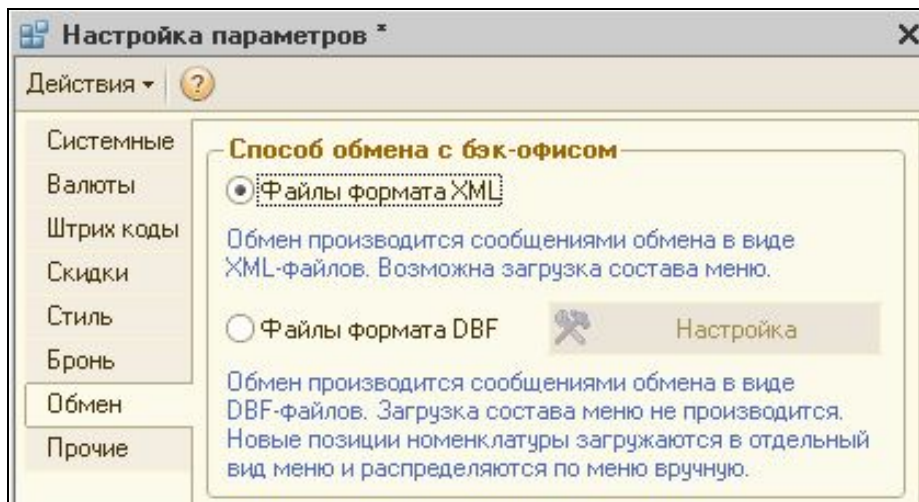 Настройка параметров *
Действия
Системные
Валюты
Штрих коды
Скидки
Стиль
Бронь
Обмен
Прочие
Способ обмена с бэк-офисом
Файлы формата XML
Обмен производится сообщениями обмена в виде
XML-файлов. Возможна загрузка состава меню.
Файлы формата DBF
Настройка
Обмен производится сообщениями обмена в виде
DBF-файлов. Загрузка состава меню не производится.
Новые позиции номенклатуры загружаются в отдельный
вид меню и распределяются по меню вручную.